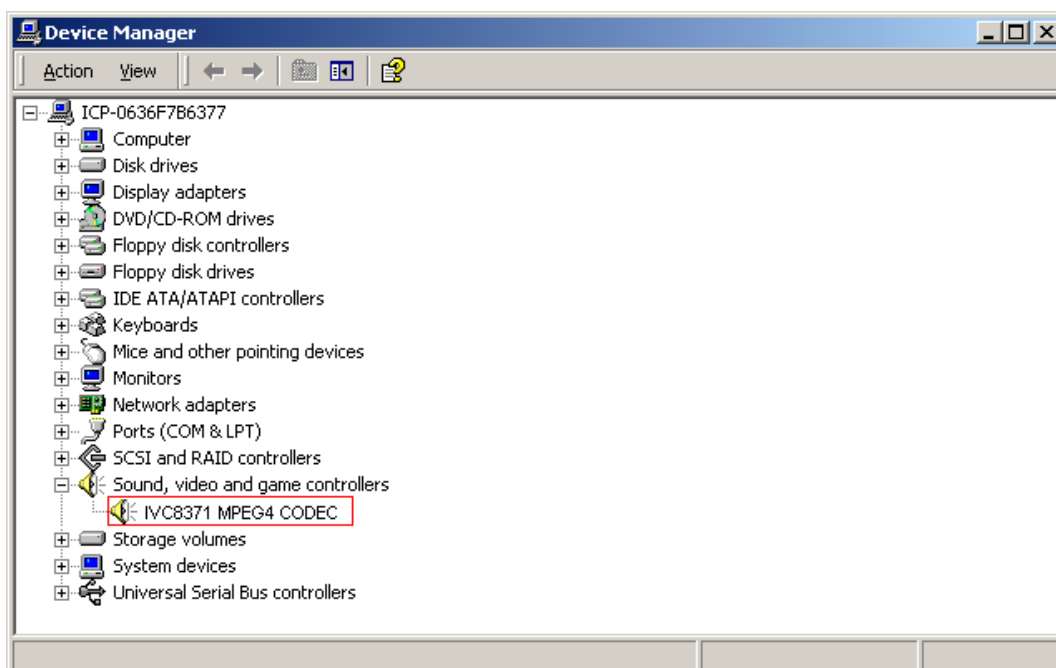 Device Manager
Action View
ICP-0636F7B6377
Computer
Disk drives
Display adapters
DVD/CD-ROM drives
Floppy disk controllers
Floppy disk drives
IDE ATA/ATAPI controllers
Keyboards
Mice and other pointing devices
Monitors
Network adapters
Ports (COM & LPT)
SCSI and RAID controllers
Sound, video and game controllers
IVC8371 MPEG4 CODEC
Storage volumes
System devices
Universal Serial Bus controllers